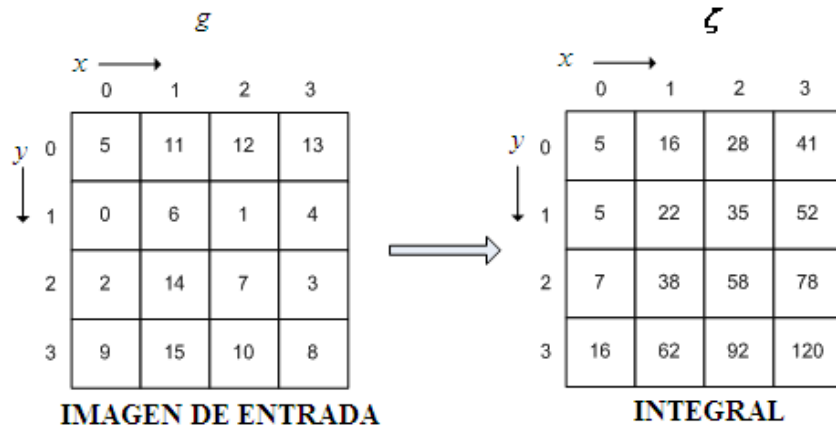 g ζ
x x
0 1 2 3 0 1 2 3
y 0 5 11 12 13 y 0 5 16 28 41
1 0 6 1 4 1 5 22 35 52
2 2 14 7 3 2 7 38 58 78
3 9 15 10 8 3 16 62 92 120
IMAGEN DE ENTRADA INTEGRAL